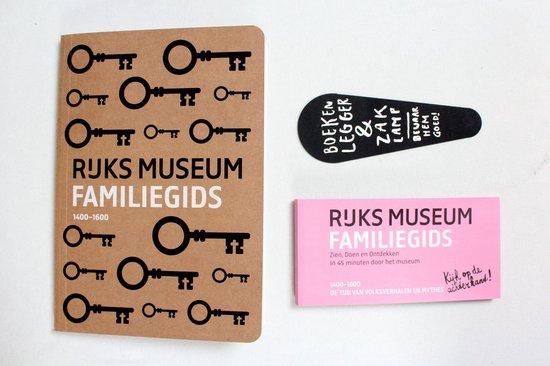 RIJKS MUSEUM
FAMILIEGIDS
1400–1600
BOEKEN
LEGGER
&
ZAK
LAMP
BEWAAR
HEM
GOED!
RIJKS MUSEUM
FAMILIEGIDS
Zien, Doen en Ontdekken
in 45 minuten door het museum
1400–1600
DE TIJD VAN VOLKSVERHALEN EN MYTHES
Kijk op de
achterkant!